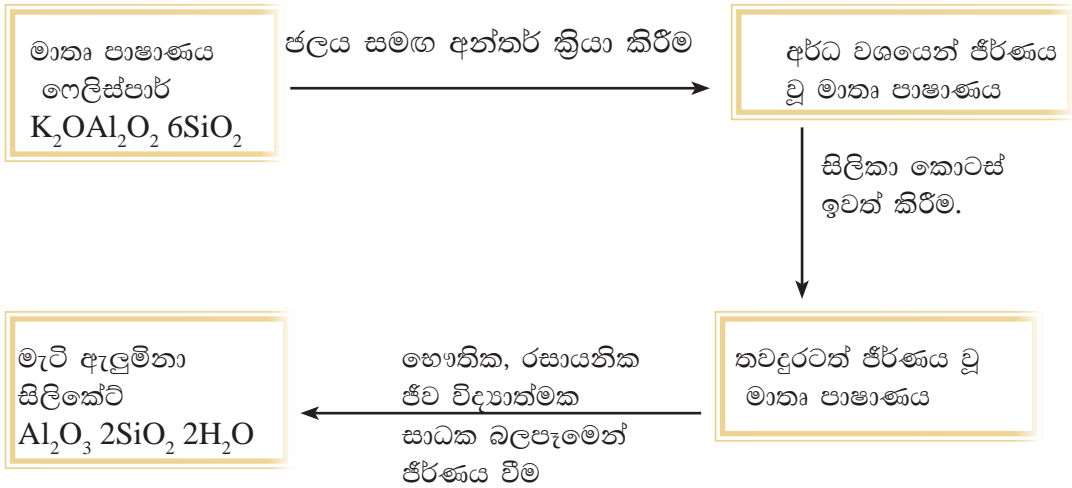 මාතෘ පාෂාණය
ෆෙලිස්පාර්
K₂OAl₂O₂ 6SiO₂
ජලය සමඟ අන්තර් ක්‍රියා කිරීම
අර්ධ වශයෙන් ජීර්ණය
වූ මාතෘ පාෂාණය
සිලිකා කොටස්
ඉවත් කිරීම.
තවදුරටත් ජීර්ණය වූ
මාතෘ පාෂාණය
භෞතික, රසායනික
ජීව විද්‍යාත්මක
සාධක බලපෑමෙන්
ජීර්ණය වීම
මැටි ඇලුමිනා
සිලිකේට්
Al₂O₃ 2SiO₂ 2H₂O